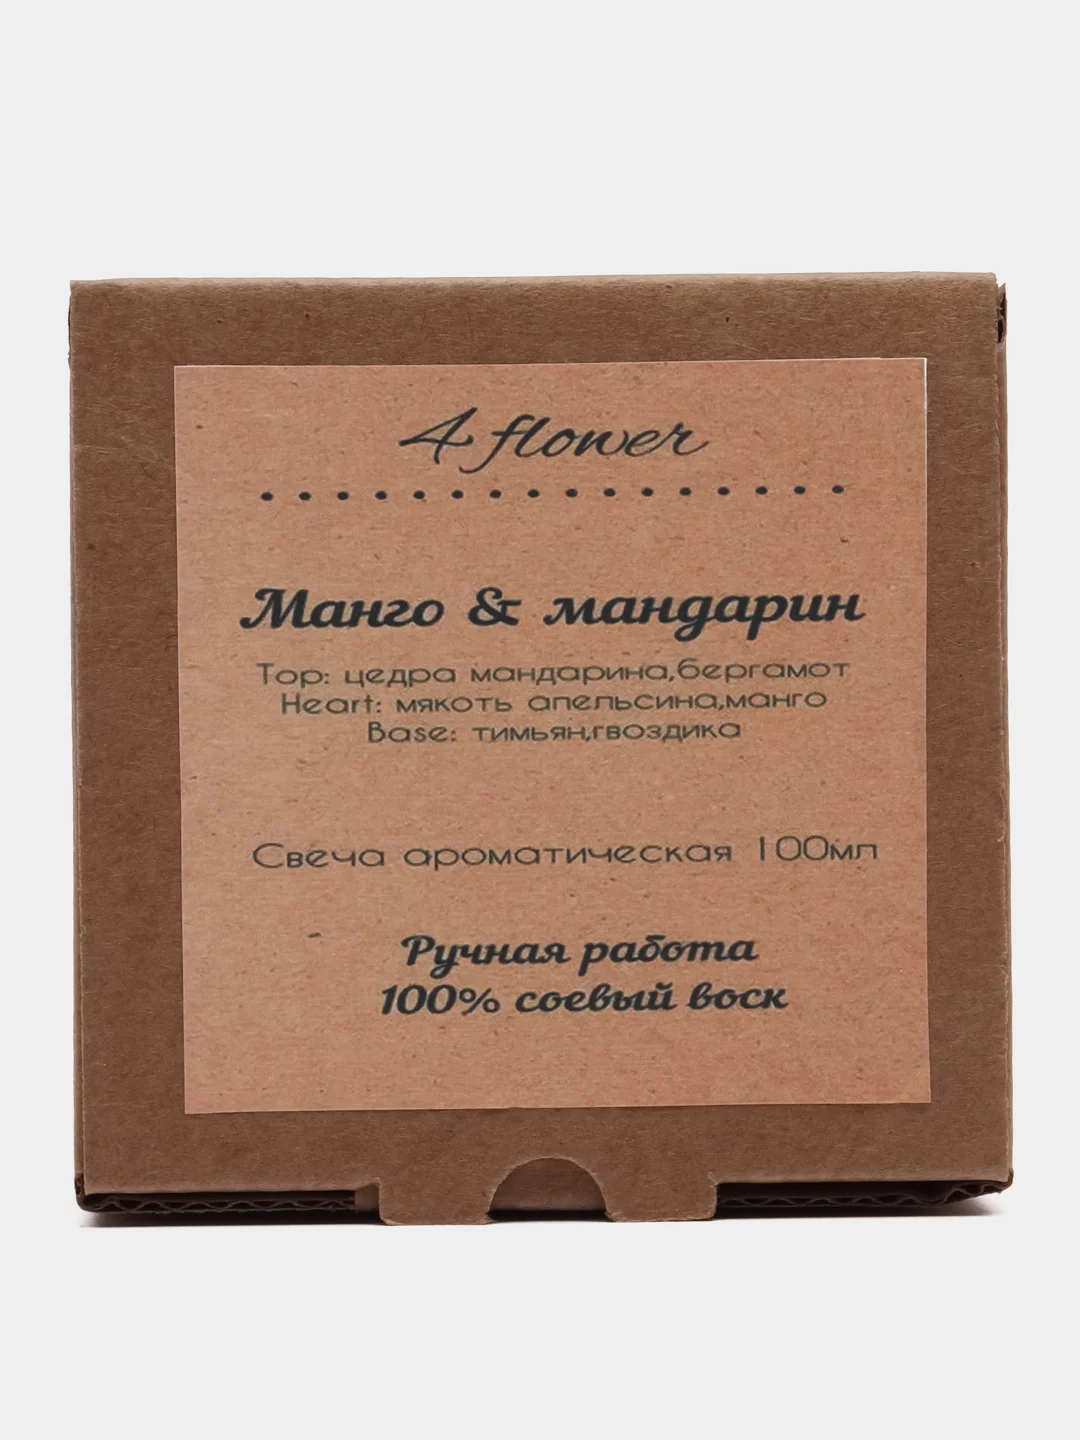 4 flower
Манго & мандарин
Top: цедра мандарина,бергамот
Heart: мякоть апельсина,манго
Base: тимьян,гвоздика
Свеча ароматическая 100мл
Ручная работа
100% соевый воск